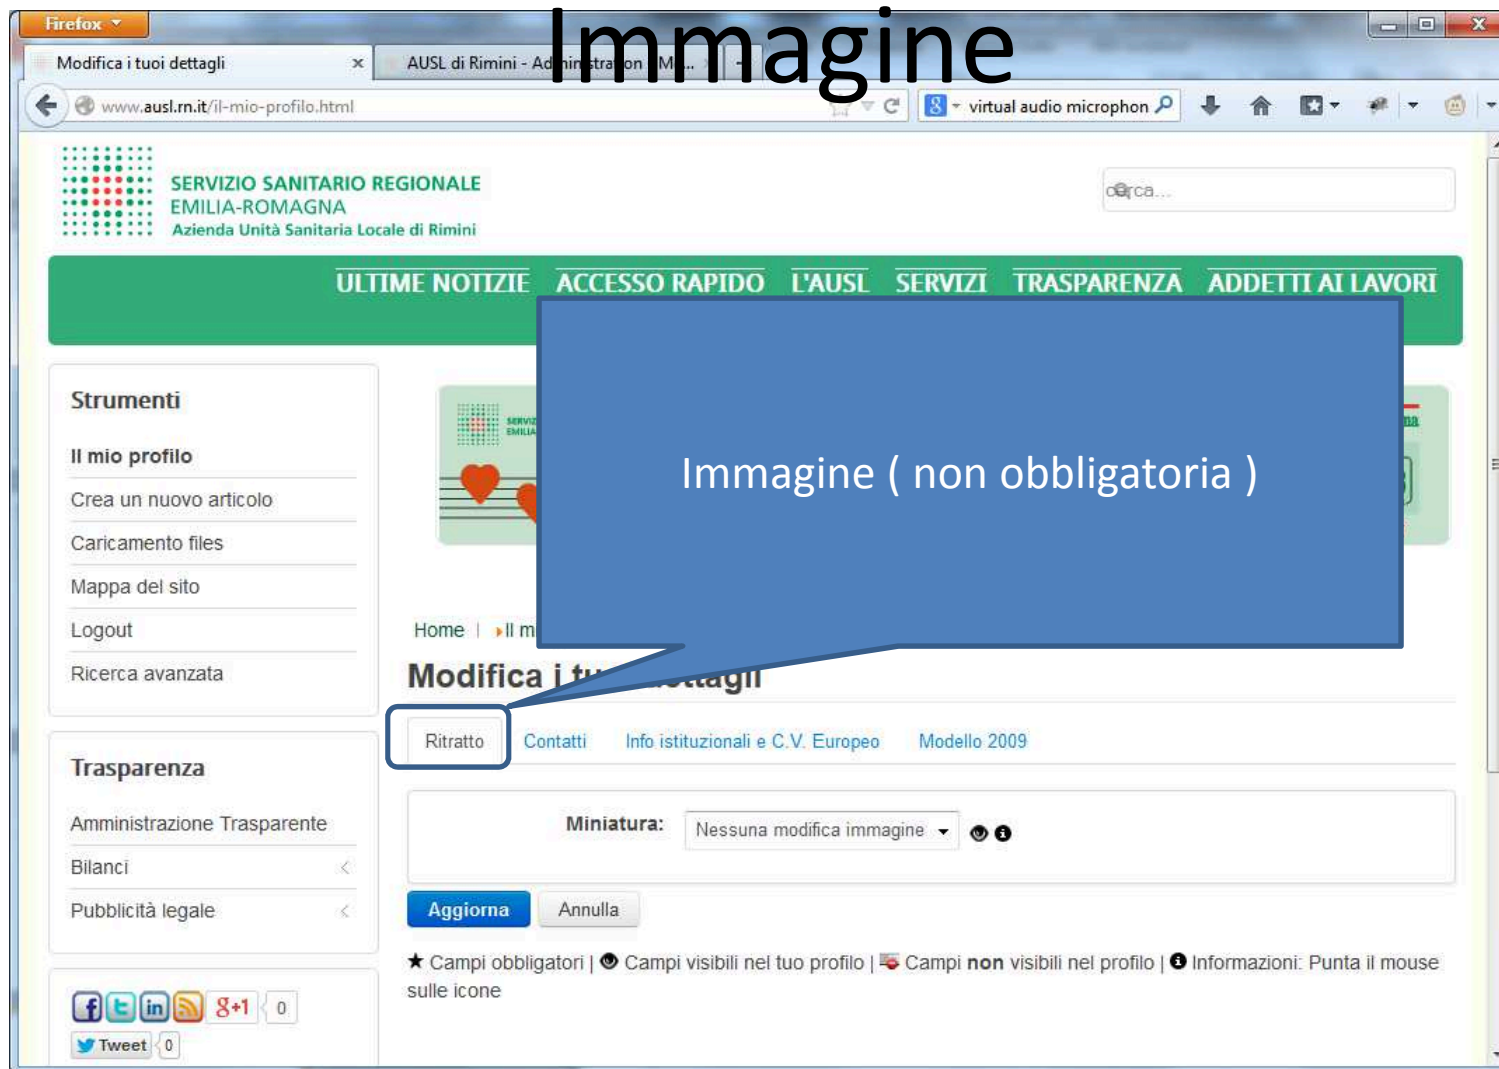 Immagine
Firefox
Modifica i tuoi dettagli
AUSL di Rimini - Administration
www.ausl.rn.it/il-mio-profilo.html
virtual audio microphon
SERVIZIO SANITARIO REGIONALE
EMILIA-ROMAGNA
Azienda Unità Sanitaria Locale di Rimini
cerca...
ULTIME NOTIZIE ACCESSO RAPIDO L'AUSL SERVIZI TRASPARENZA ADDETTI AI LAVORI
Immagine ( non obbligatoria )
Strumenti
Il mio profilo
Crea un nuovo articolo
Caricamento files
Mappa del sito
Logout
Ricerca avanzata
Trasparenza
Amministrazione Trasparente
Bilanci
Pubblicità legale
8+1 0
Tweet 0
Home | Il m
Modifica i tuoi dettagli
Ritratto Contatti Info istituzionali e C.V. Europeo Modello 2009
Miniatura: Nessuna modifica immagine
Aggiorna Annulla
★ Campi obbligatori | Campi visibili nel tuo profilo | Campi non visibili nel profilo | Informazioni: Punta il mouse
sulle icone